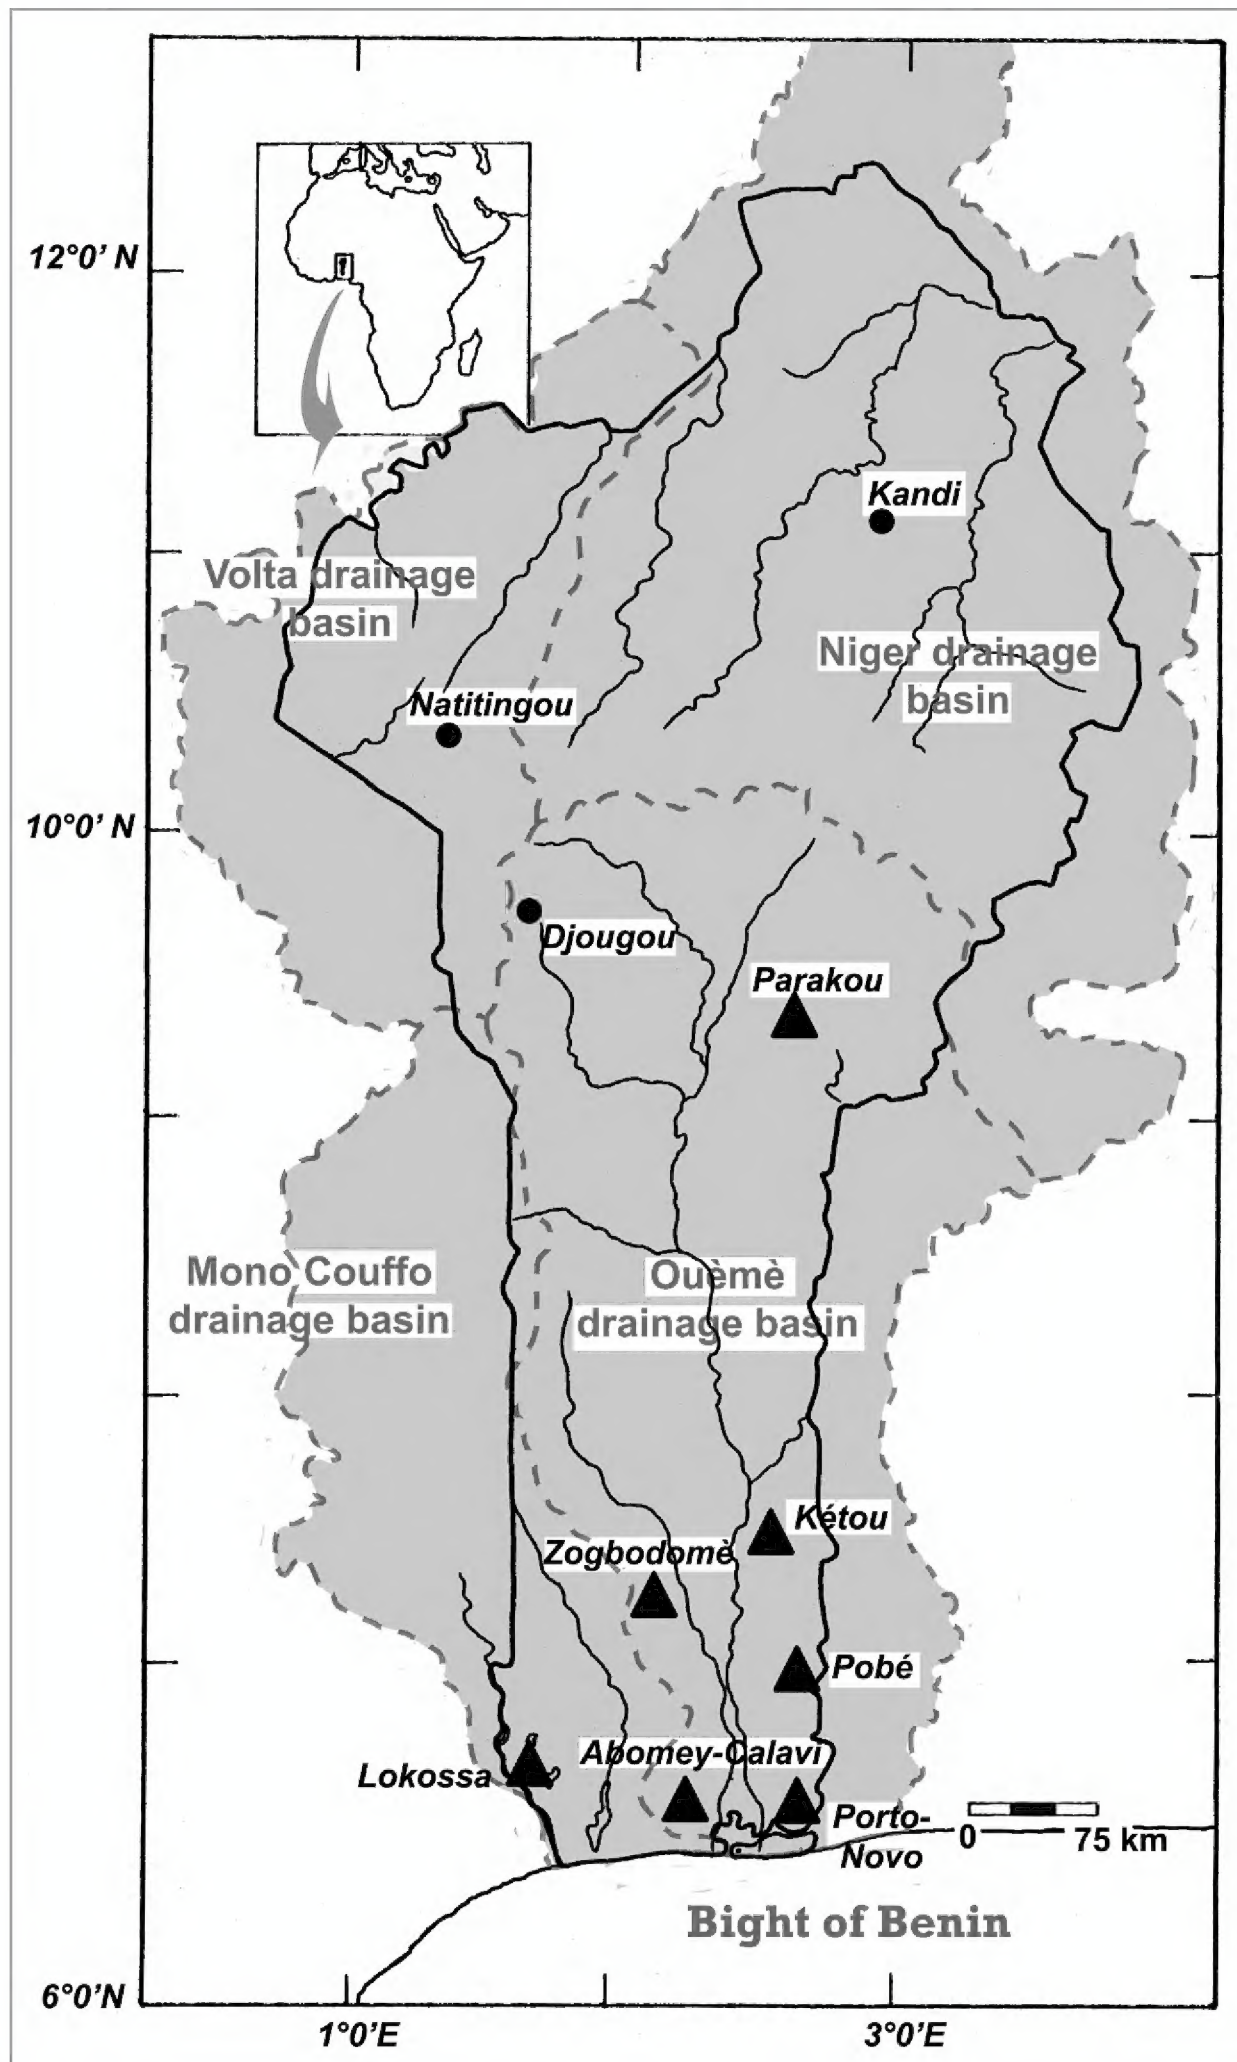 12°0' N
Kandi
Volta drainage
basin
Niger drainage
basin
Natitingou
10°0' N
Djougou
Parakou
Mono Couffo
drainage basin
Ouèmè
drainage basin
Kétou
Zogbodomè
Pobé
Abomey-Calavi
Lokossa
Porto-
Novo
0 75 km
Bight of Benin
6°0'N
1°0'E 3°0'E